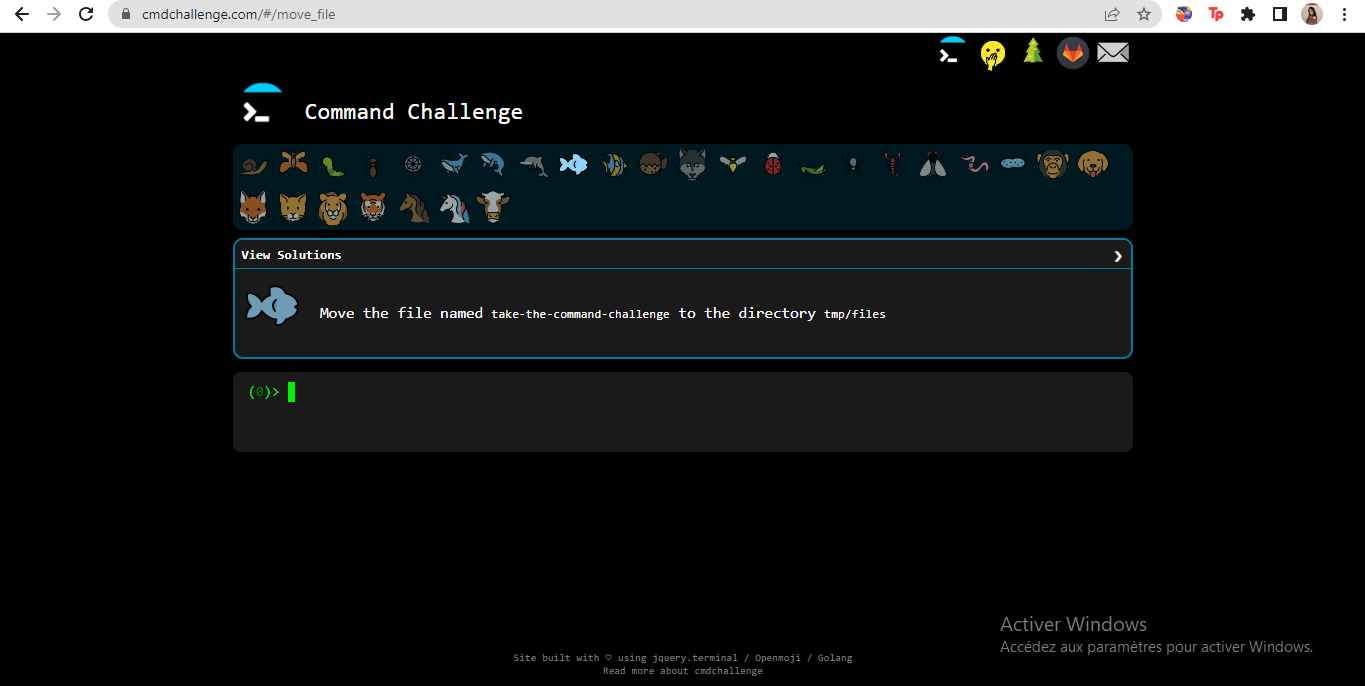 cmdchallenge.com/#/move_file
Tp
Command Challenge
View Solutions
Move the file named take-the-command-challenge to the directory tmp/files
(0)>
Activer Windows
Accédez aux paramètres pour activer Windows.
Site built with ♡ using jquery.terminal / Openmoji / Golang
Read more about cmdchallenge